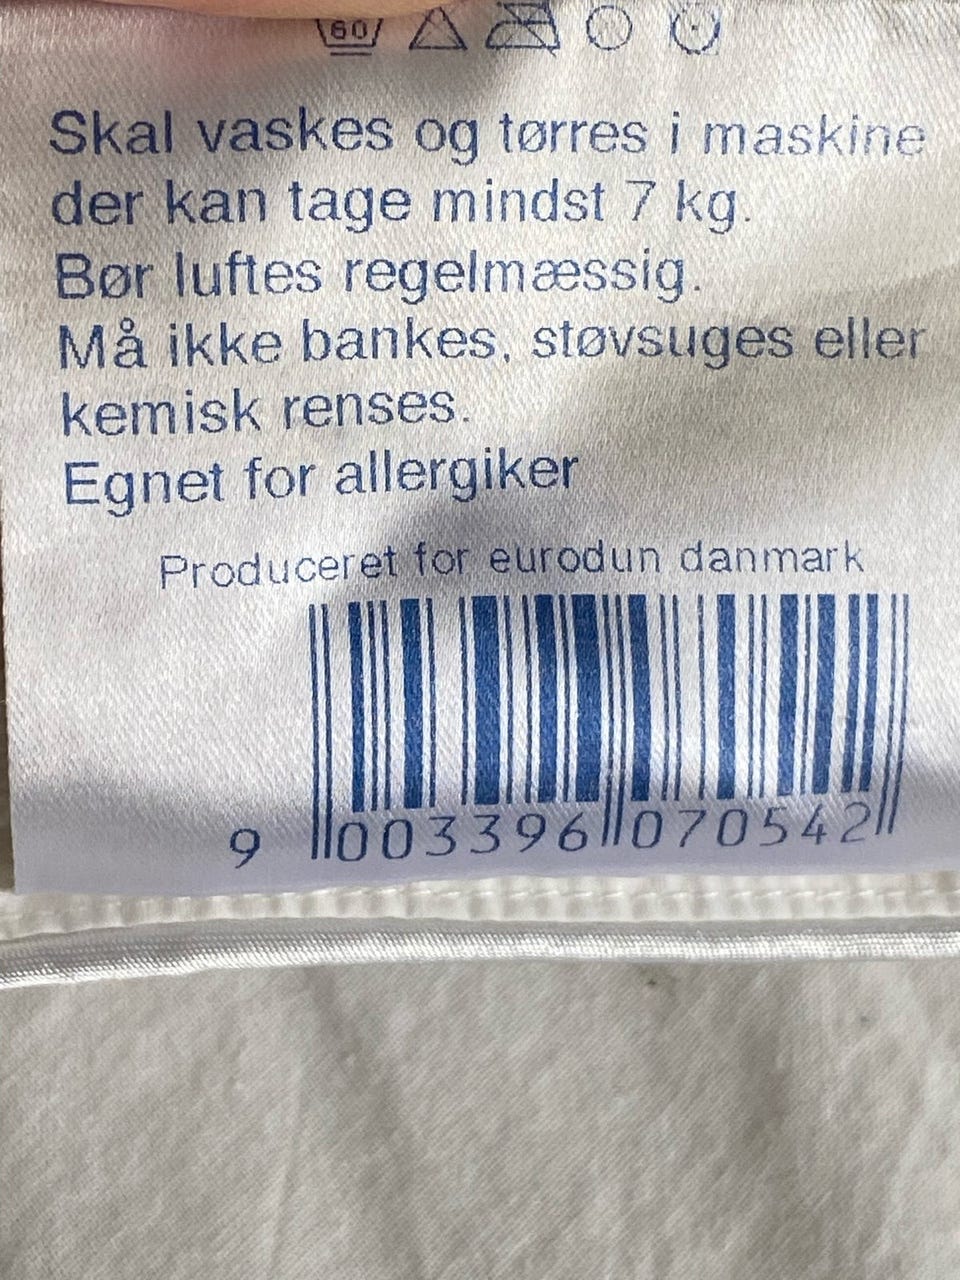 60
Skal vaskes og tørres i maskine
der kan tage mindst 7 kg.
Bør luftes regelmæssig.
Må ikke bankes, støvsuges eller
kemisk renses.
Egnet for allergiker
Produceret for eurodun danmark
9 003396 070542